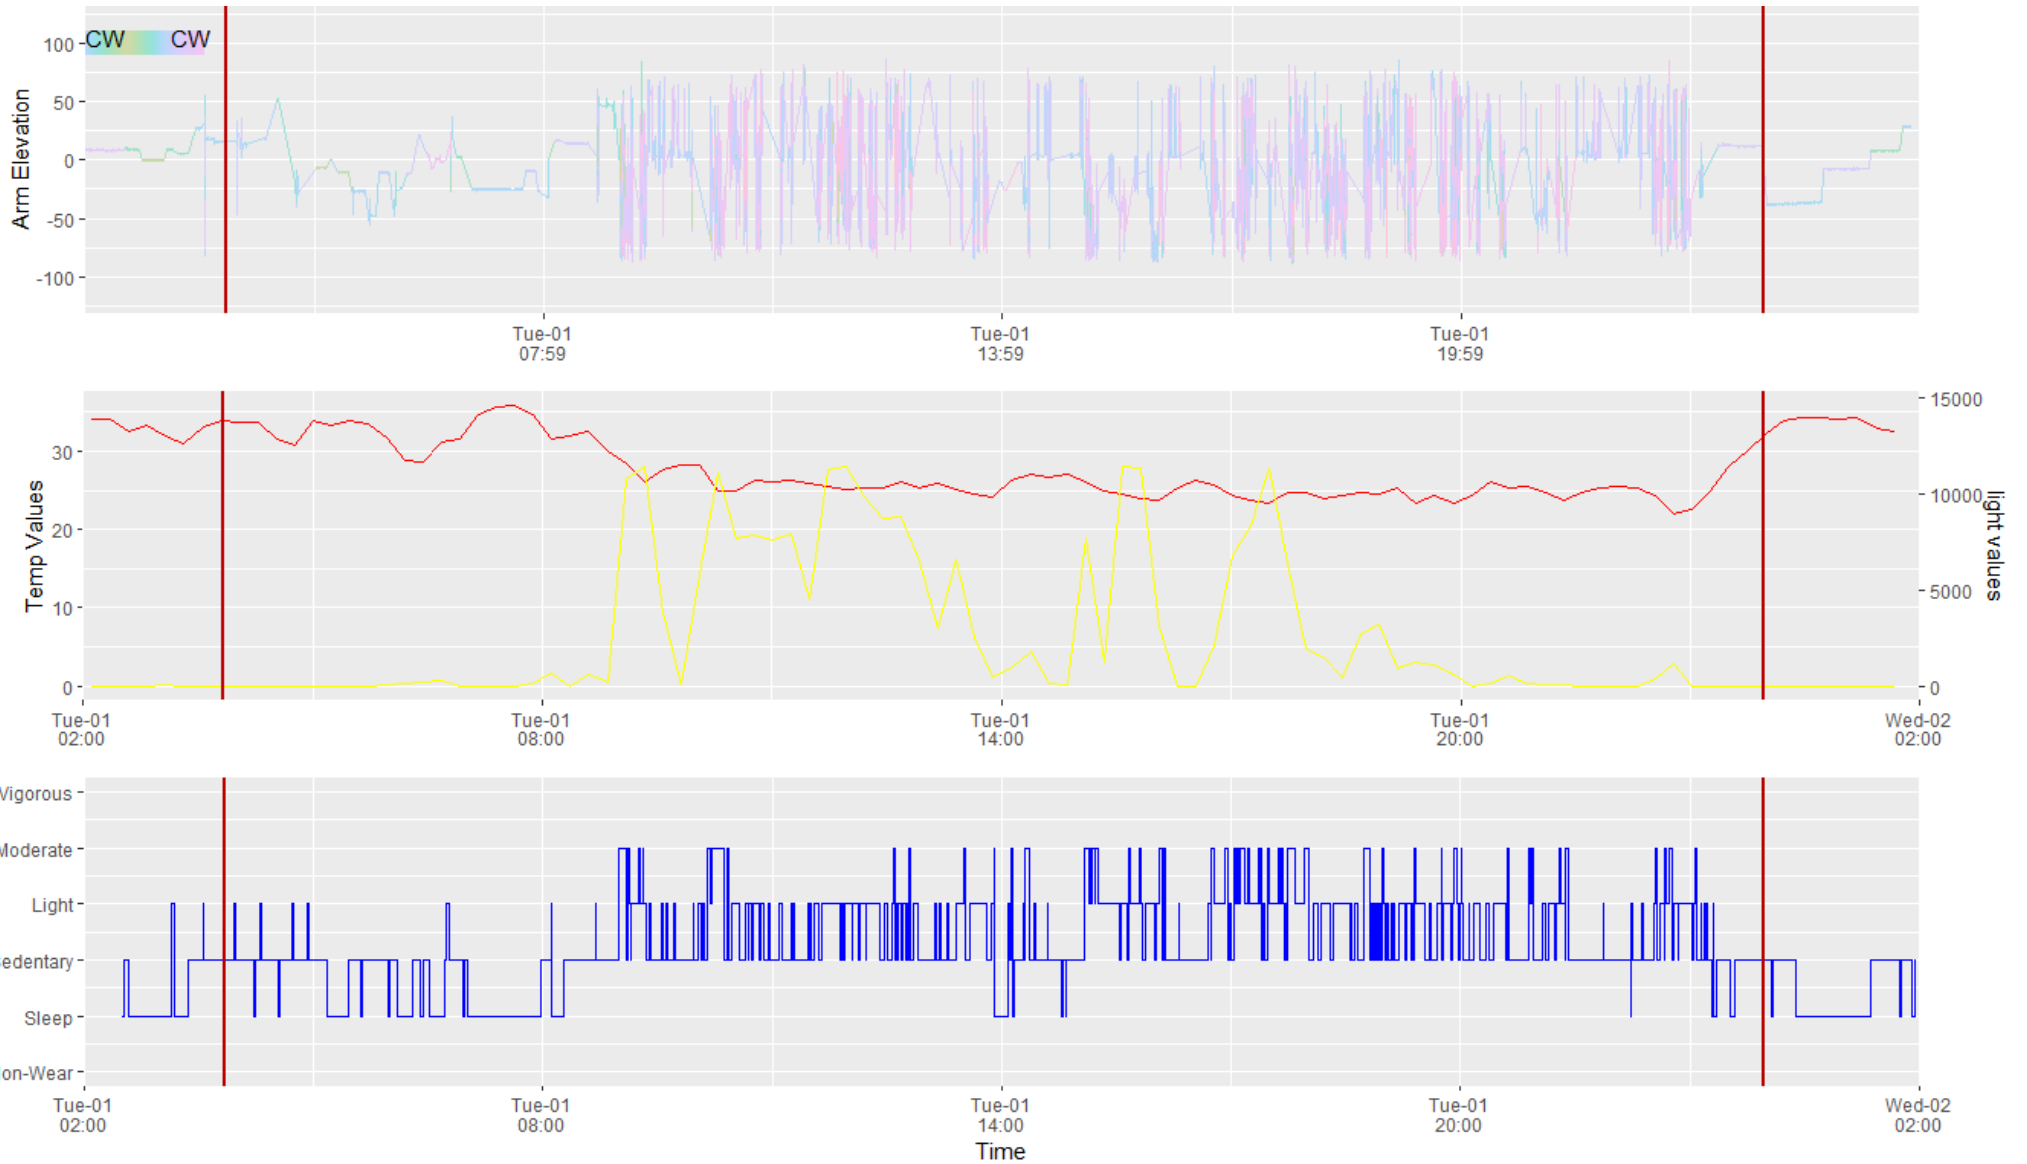 Arm Elevation
100
50
0
-50
-100
CW CW
Tue-01 Tue-01 Tue-01
07:59 13:59 19:59
Temp Values
30
20
10
0
15000
10000
5000
0
light values
Tue-01 Tue-01 Tue-01 Tue-01 Wed-02
02:00 08:00 14:00 20:00 02:00
Vigorous
Moderate
Light
edentary
Sleep
on-Wear
Tue-01 Tue-01 Tue-01 Tue-01 Wed-02
02:00 08:00 14:00 20:00 02:00
Time